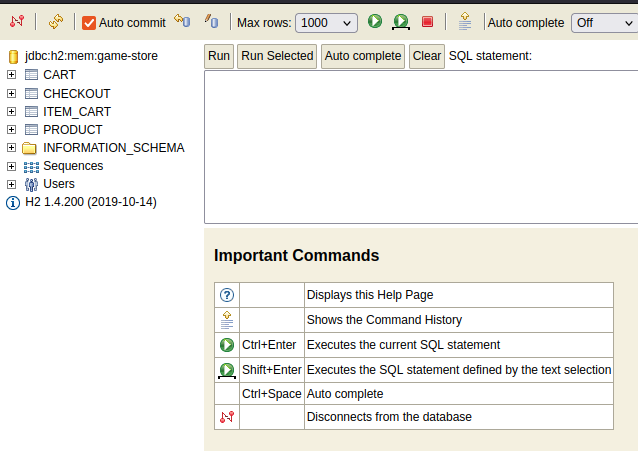 Auto commit Max rows: 1000 Auto complete Off
jdbc:h2:mem:game-store
CART
CHECKOUT
ITEM_CART
PRODUCT
INFORMATION_SCHEMA
Sequences
Users
H2 1.4.200 (2019-10-14)
Run Run Selected Auto complete Clear SQL statement:
Important Commands
Displays this Help Page
Shows the Command History
Ctrl+Enter Executes the current SQL statement
Shift+Enter Executes the SQL statement defined by the text selection
Ctrl+Space Auto complete
Disconnects from the database